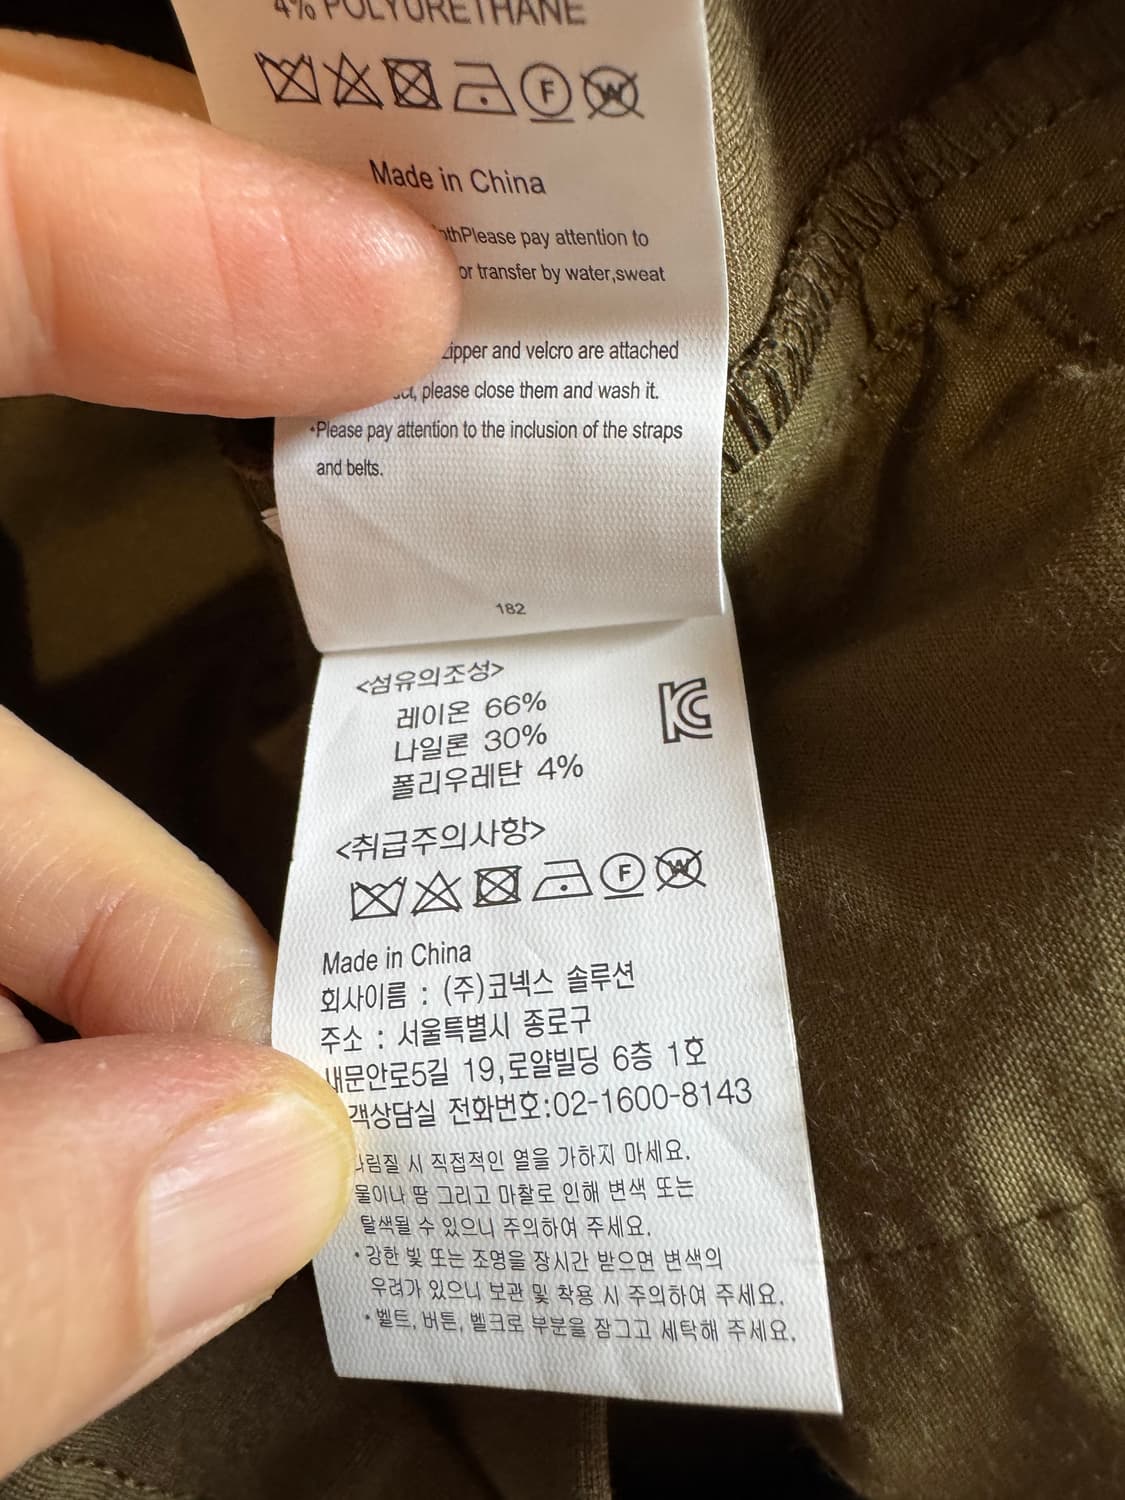 4% POLYURETHANE
F W
Made in China
Please pay attention to
or transfer by water,sweat
and velcro are attached
please close them and wash it.
•Please pay attention to the inclusion of the straps
and belts.
182
<섬유의조성>
레이온 66%
나일론 30%
폴리우레탄 4%
<취급주의사항>
F W
Made in China
회사이름 : (주)코넥스 솔루션
주소 : 서울특별시 종로구
새문안로5길 19,로얄빌딩 6층 1호
객상담실 전화번호:02-1600-8143
다림질 시 직접적인 열을 가하지 마세요.
물이나 땀 그리고 마찰로 인해 변색 또는
탈색될 수 있으니 주의하여 주세요.
•강한 빛 또는 조명을 장시간 받으면 변색의
우려가 있으니 보관 및 착용 시 주의하여 주세요.
•벨트, 버튼, 벨크로 부분을 잠그고 세탁해 주세요.